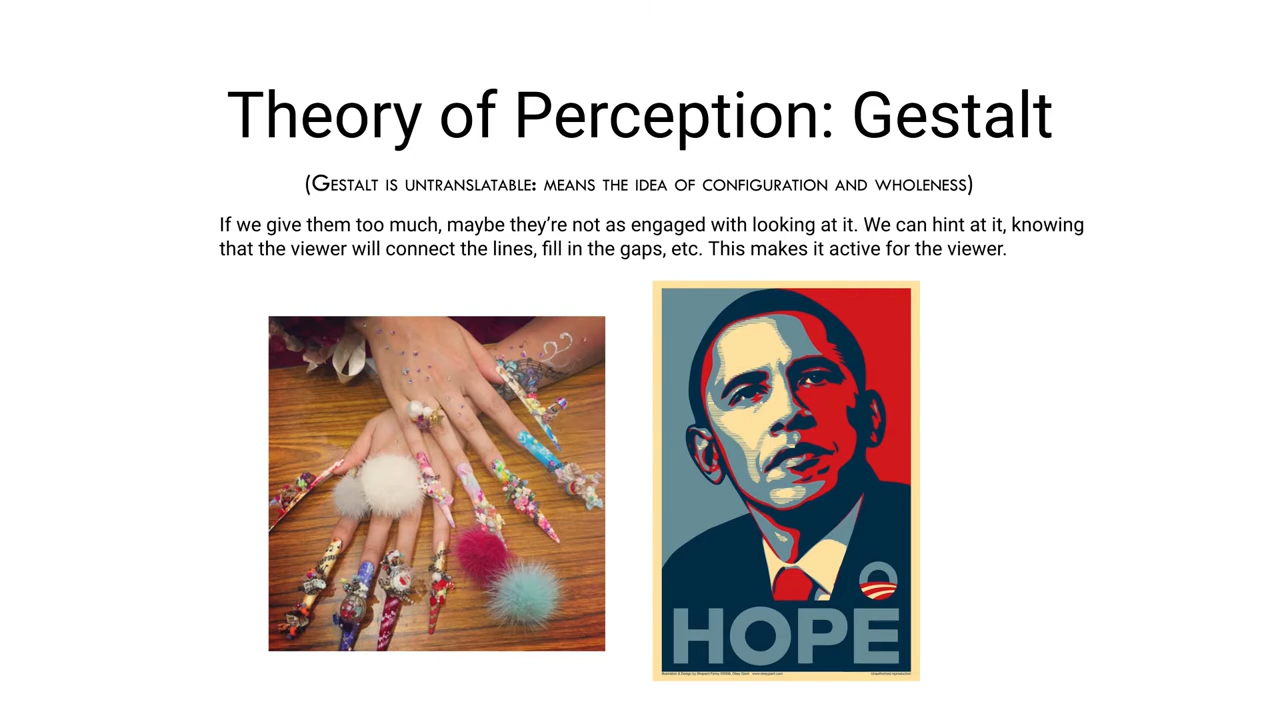 Theory of Perception: Gestalt
(Gestalt is untranslatable: means the idea of configuration and wholeness)
If we give them too much, maybe they’re not as engaged with looking at it. We can hint at it, knowing
that the viewer will connect the lines, fill in the gaps, etc. This makes it active for the viewer.
HOPE